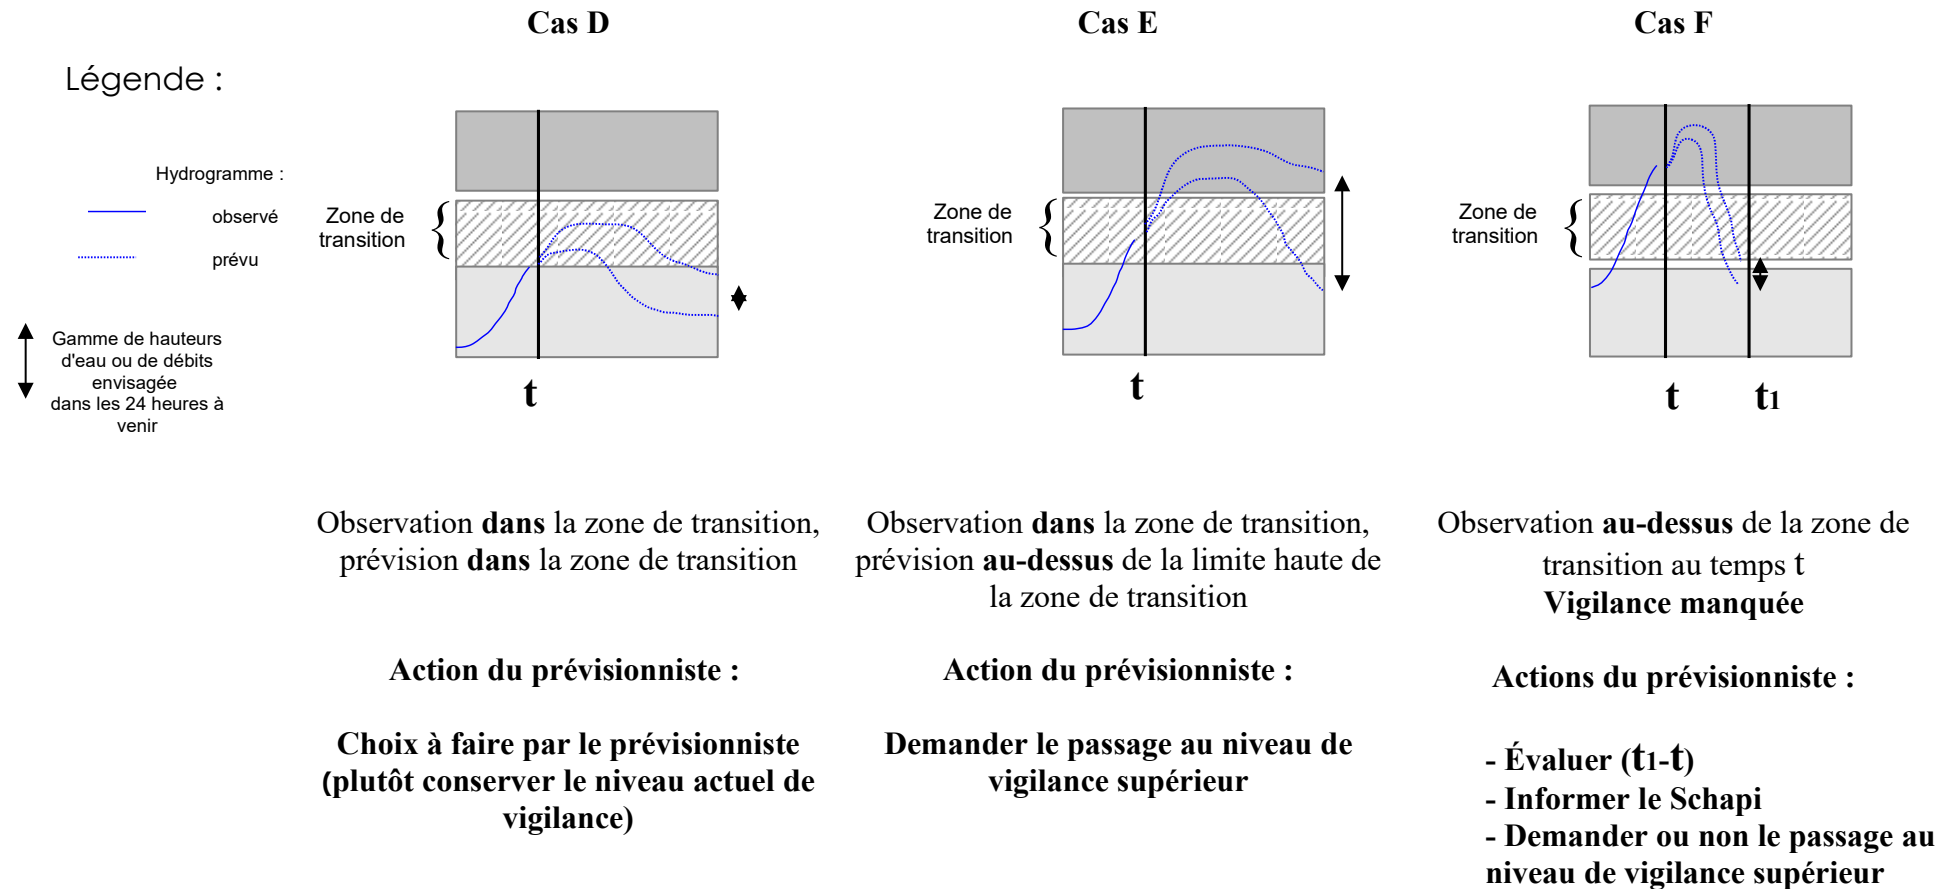 Cas D
Cas E
Cas F
Légende :
Hydrogramme :
observé
prévu
Gamme de hauteurs
d'eau ou de débits
envisagée
dans les 24 heures à
venir
Zone de
transition
t
Zone de
transition
t
Zone de
transition
t
t1
Observation dans la zone de transition,
prévision dans la zone de transition
Action du prévisionniste :
Choix à faire par le prévisionniste
(plutôt conserver le niveau actuel de
vigilance)
Observation dans la zone de transition,
prévision au-dessus de la limite haute de
la zone de transition
Action du prévisionniste :
Demander le passage au niveau de
vigilance supérieur
Observation au-dessus de la zone de
transition au temps t
Vigilance manquée
Actions du prévisionniste :
- Évaluer (t1-t)
- Informer le Schapi
- Demander ou non le passage au
niveau de vigilance supérieur